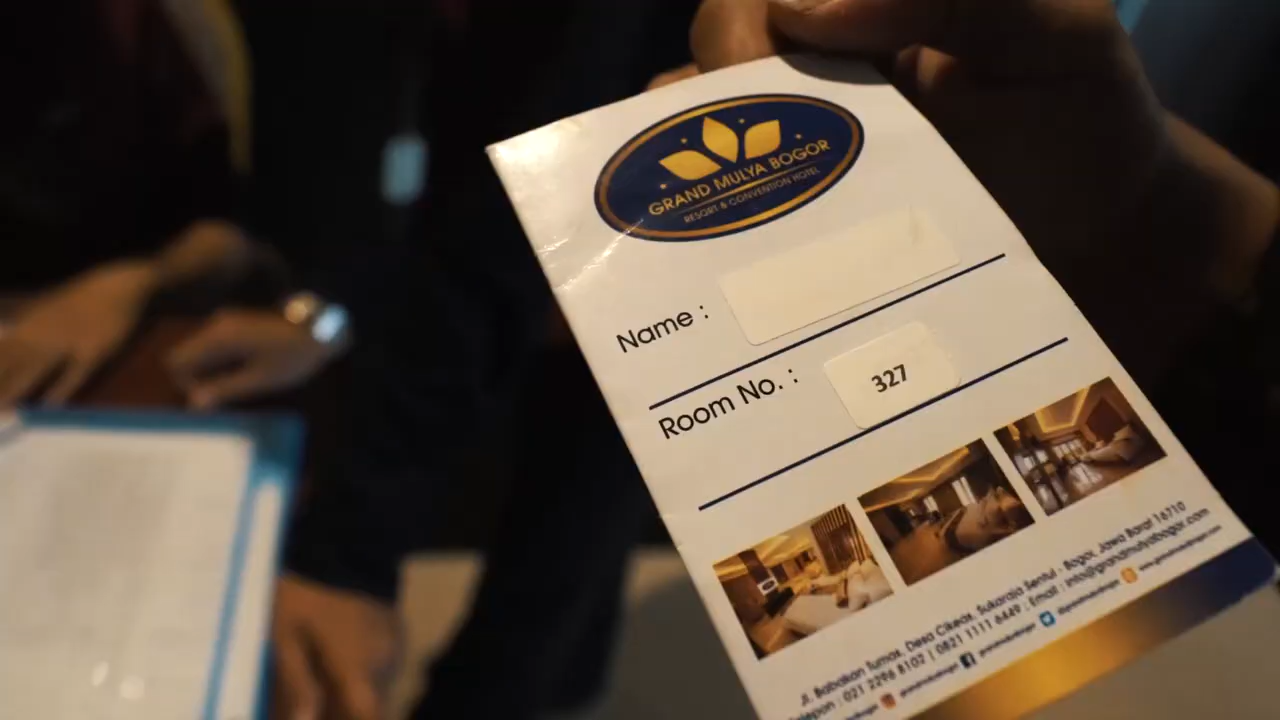 GRAND MULYA BOGOR
RESORT & CONVENTION HOTEL
Name :
Room No. : 327
Jl. Babakan Tumas, Desa Cikeas, Sukaraja Sentul - Bogor, Jawa Barat 16710
Telepon : 021 2296 8102 | 0821 1111 6449 ; Email : info@grandmulyabogor.com